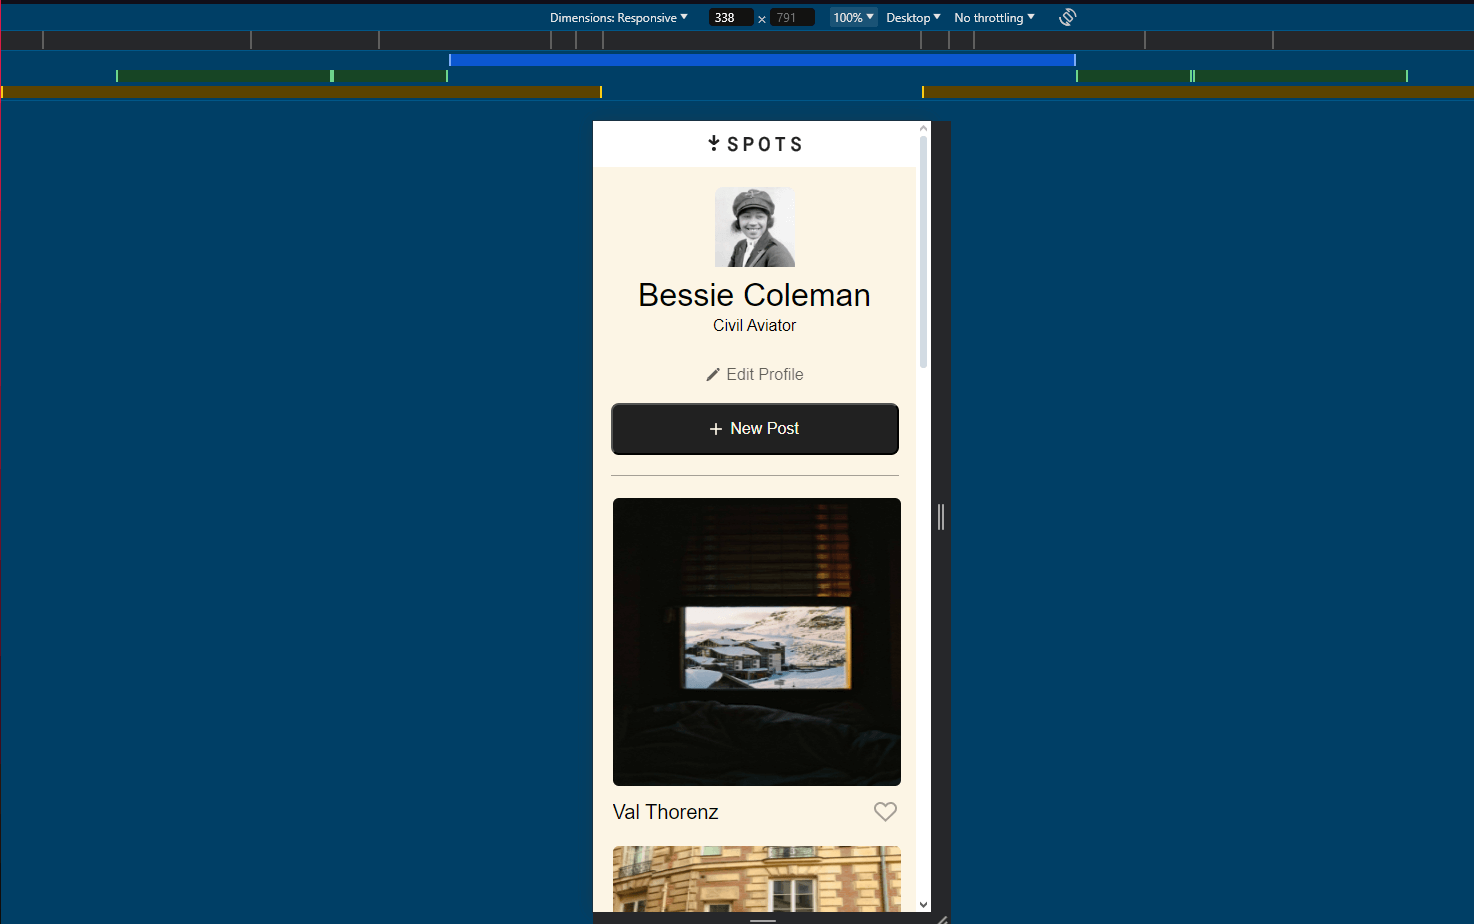 Dimensions: Responsive 338 × 791 100% Desktop No throttling
SPOTS
Bessie Coleman
Civil Aviator
Edit Profile
+ New Post
Val Thorenz